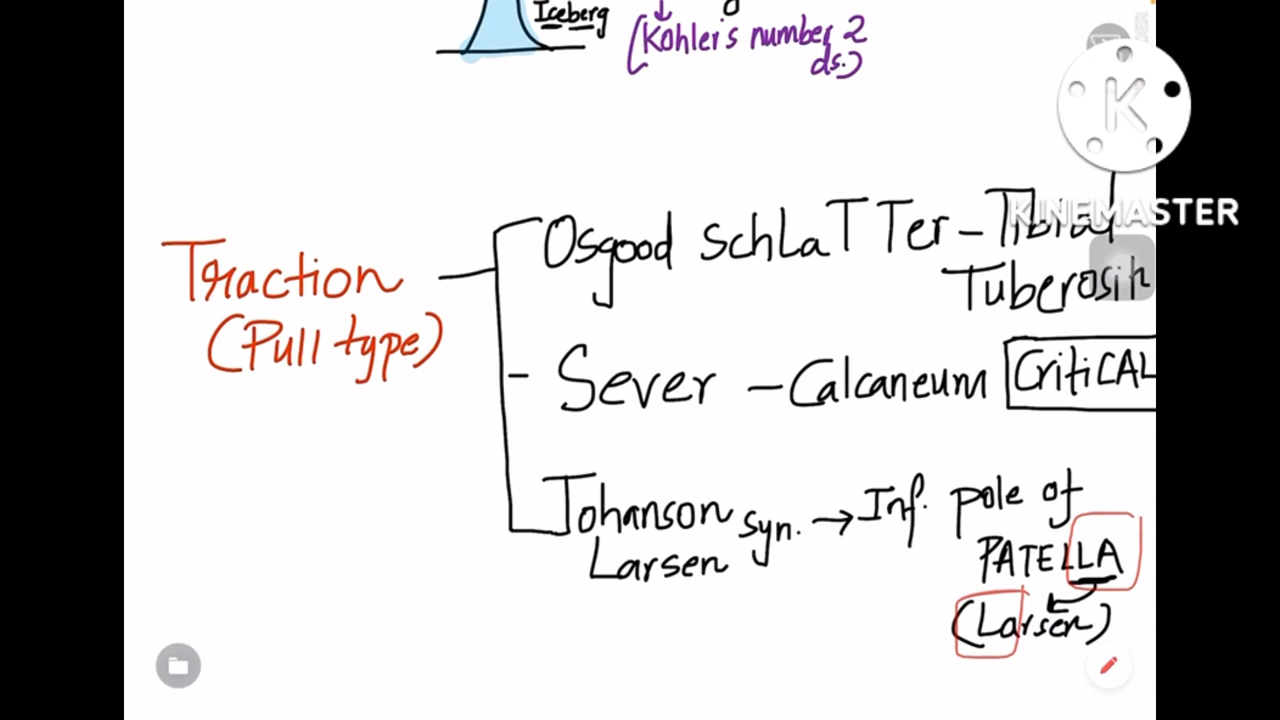 Iceberg
(Kohler's number 2
ds.)
K
KINEMASTER
Osgood schLaTTer - Tibial
Tuberosit
Traction
(Pull type)
- Sever - Calcaneum CritiCAL
Johanson
Larsen syn. → Inf. pole of
PATELLA
(Larsen)